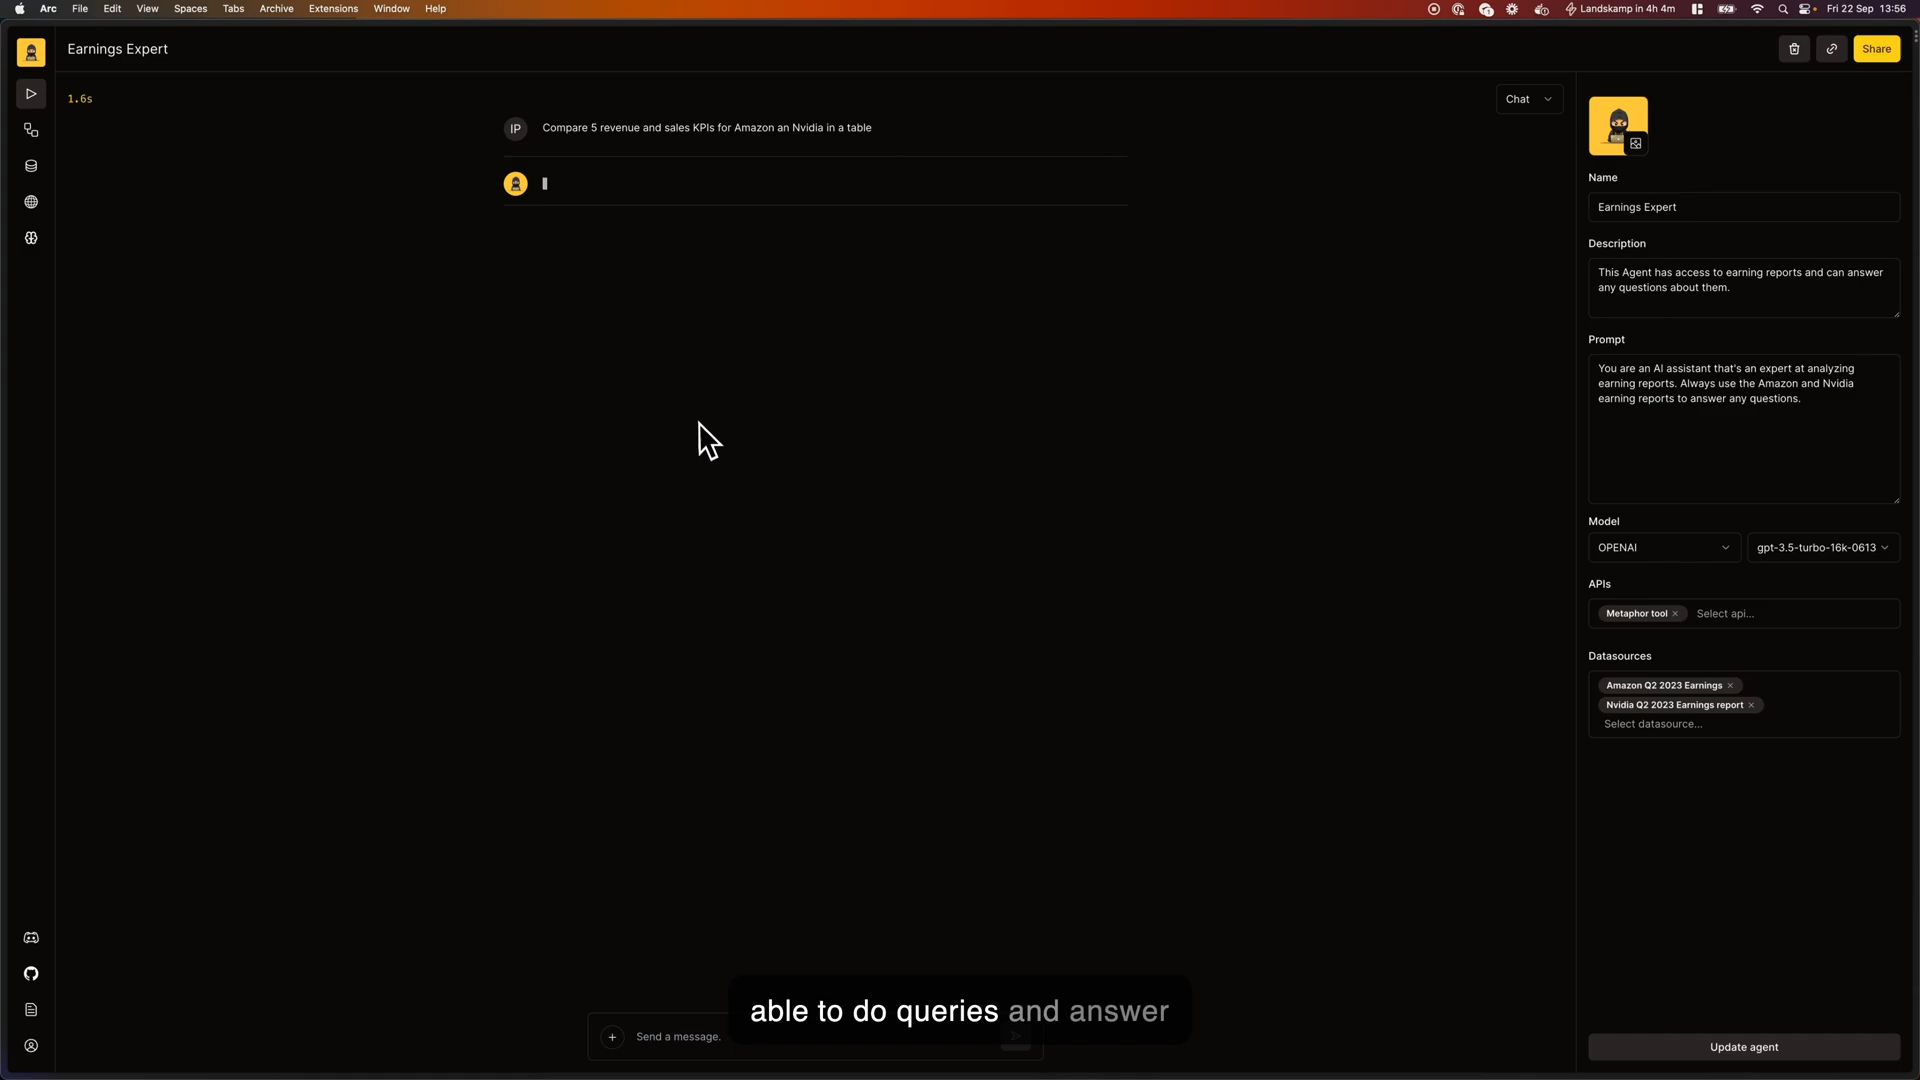 Arc File Edit View Spaces Tabs Archive Extensions Window Help
Landskamp in 4h 4m Fri 22 Sep 13:56
Earnings Expert
Share
1.6s
Chat
IP Compare 5 revenue and sales KPIs for Amazon an Nvidia in a table
Name
Earnings Expert
Description
This Agent has access to earning reports and can answer
any questions about them.
Prompt
You are an AI assistant that's an expert at analyzing
earning reports. Always use the Amazon and Nvidia
earning reports to answer any questions.
Model
OPENAI
gpt-3.5-turbo-16k-0613
APIs
Metaphor tool Select api...
Datasources
Amazon Q2 2023 Earnings
Nvidia Q2 2023 Earnings report
Select datasource...
able to do queries and answer
Send a message.
Update agent